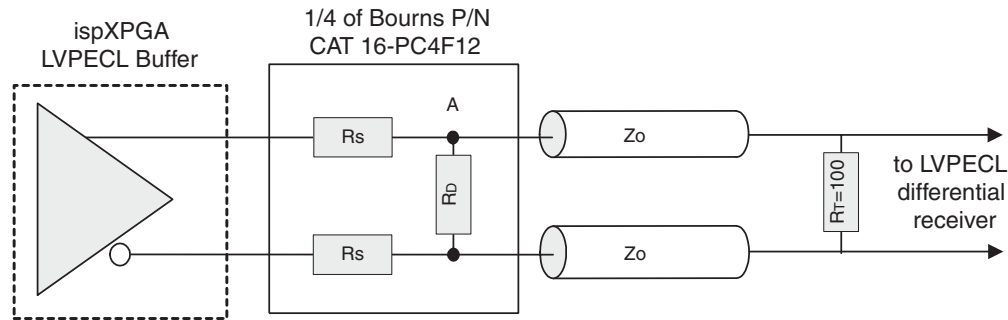 ispXPGA
LVPECL Buffer
1/4 of Bourns P/N
CAT 16-PC4F12
A
Rs
RD
Rs
Zo
Zo
RT=100
to LVPECL
differential
receiver